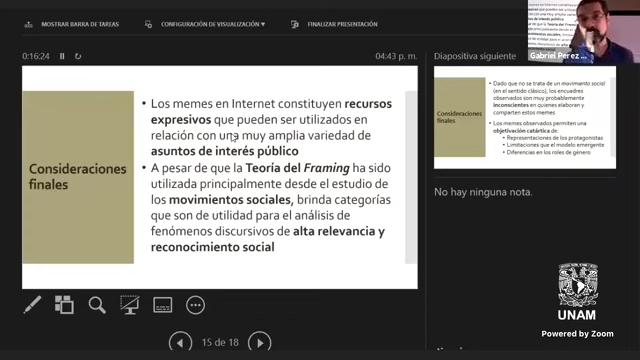 MOSTRAR BARRA DE TAREAS
CONFIGURACIÓN DE VISUALIZACIÓN ▾
FINALIZAR PRESENTACIÓN
0:16:24
04:43 p. m.
Consideraciones
finales
• Los memes en Internet constituyen recursos
expresivos que pueden ser utilizados en
relación con una muy amplia variedad de
asuntos de interés público
• A pesar de que la Teoría del Framing ha sido
utilizada principalmente desde el estudio de
los movimientos sociales, brinda categorías
que son de utilidad para el análisis de
fenómenos discursivos de alta relevancia y
reconocimiento social
15 de 18
Diapositiva siguiente
Consideraciones
finales
• Dado que no se trata de un movimiento social
(en el sentido clásico), los encuadres
observados son muy probablemente
inconscientes en quienes elaboran y
comparten estos memes
• Los memes observados permiten una
objetivación catártica de:
• Representaciones de los protagonistas
• Limitaciones que el modelo emergente
• Diferencias en los roles de género
No hay ninguna nota.
Gabriel Perez ...
UNAM
Powered by Zoom